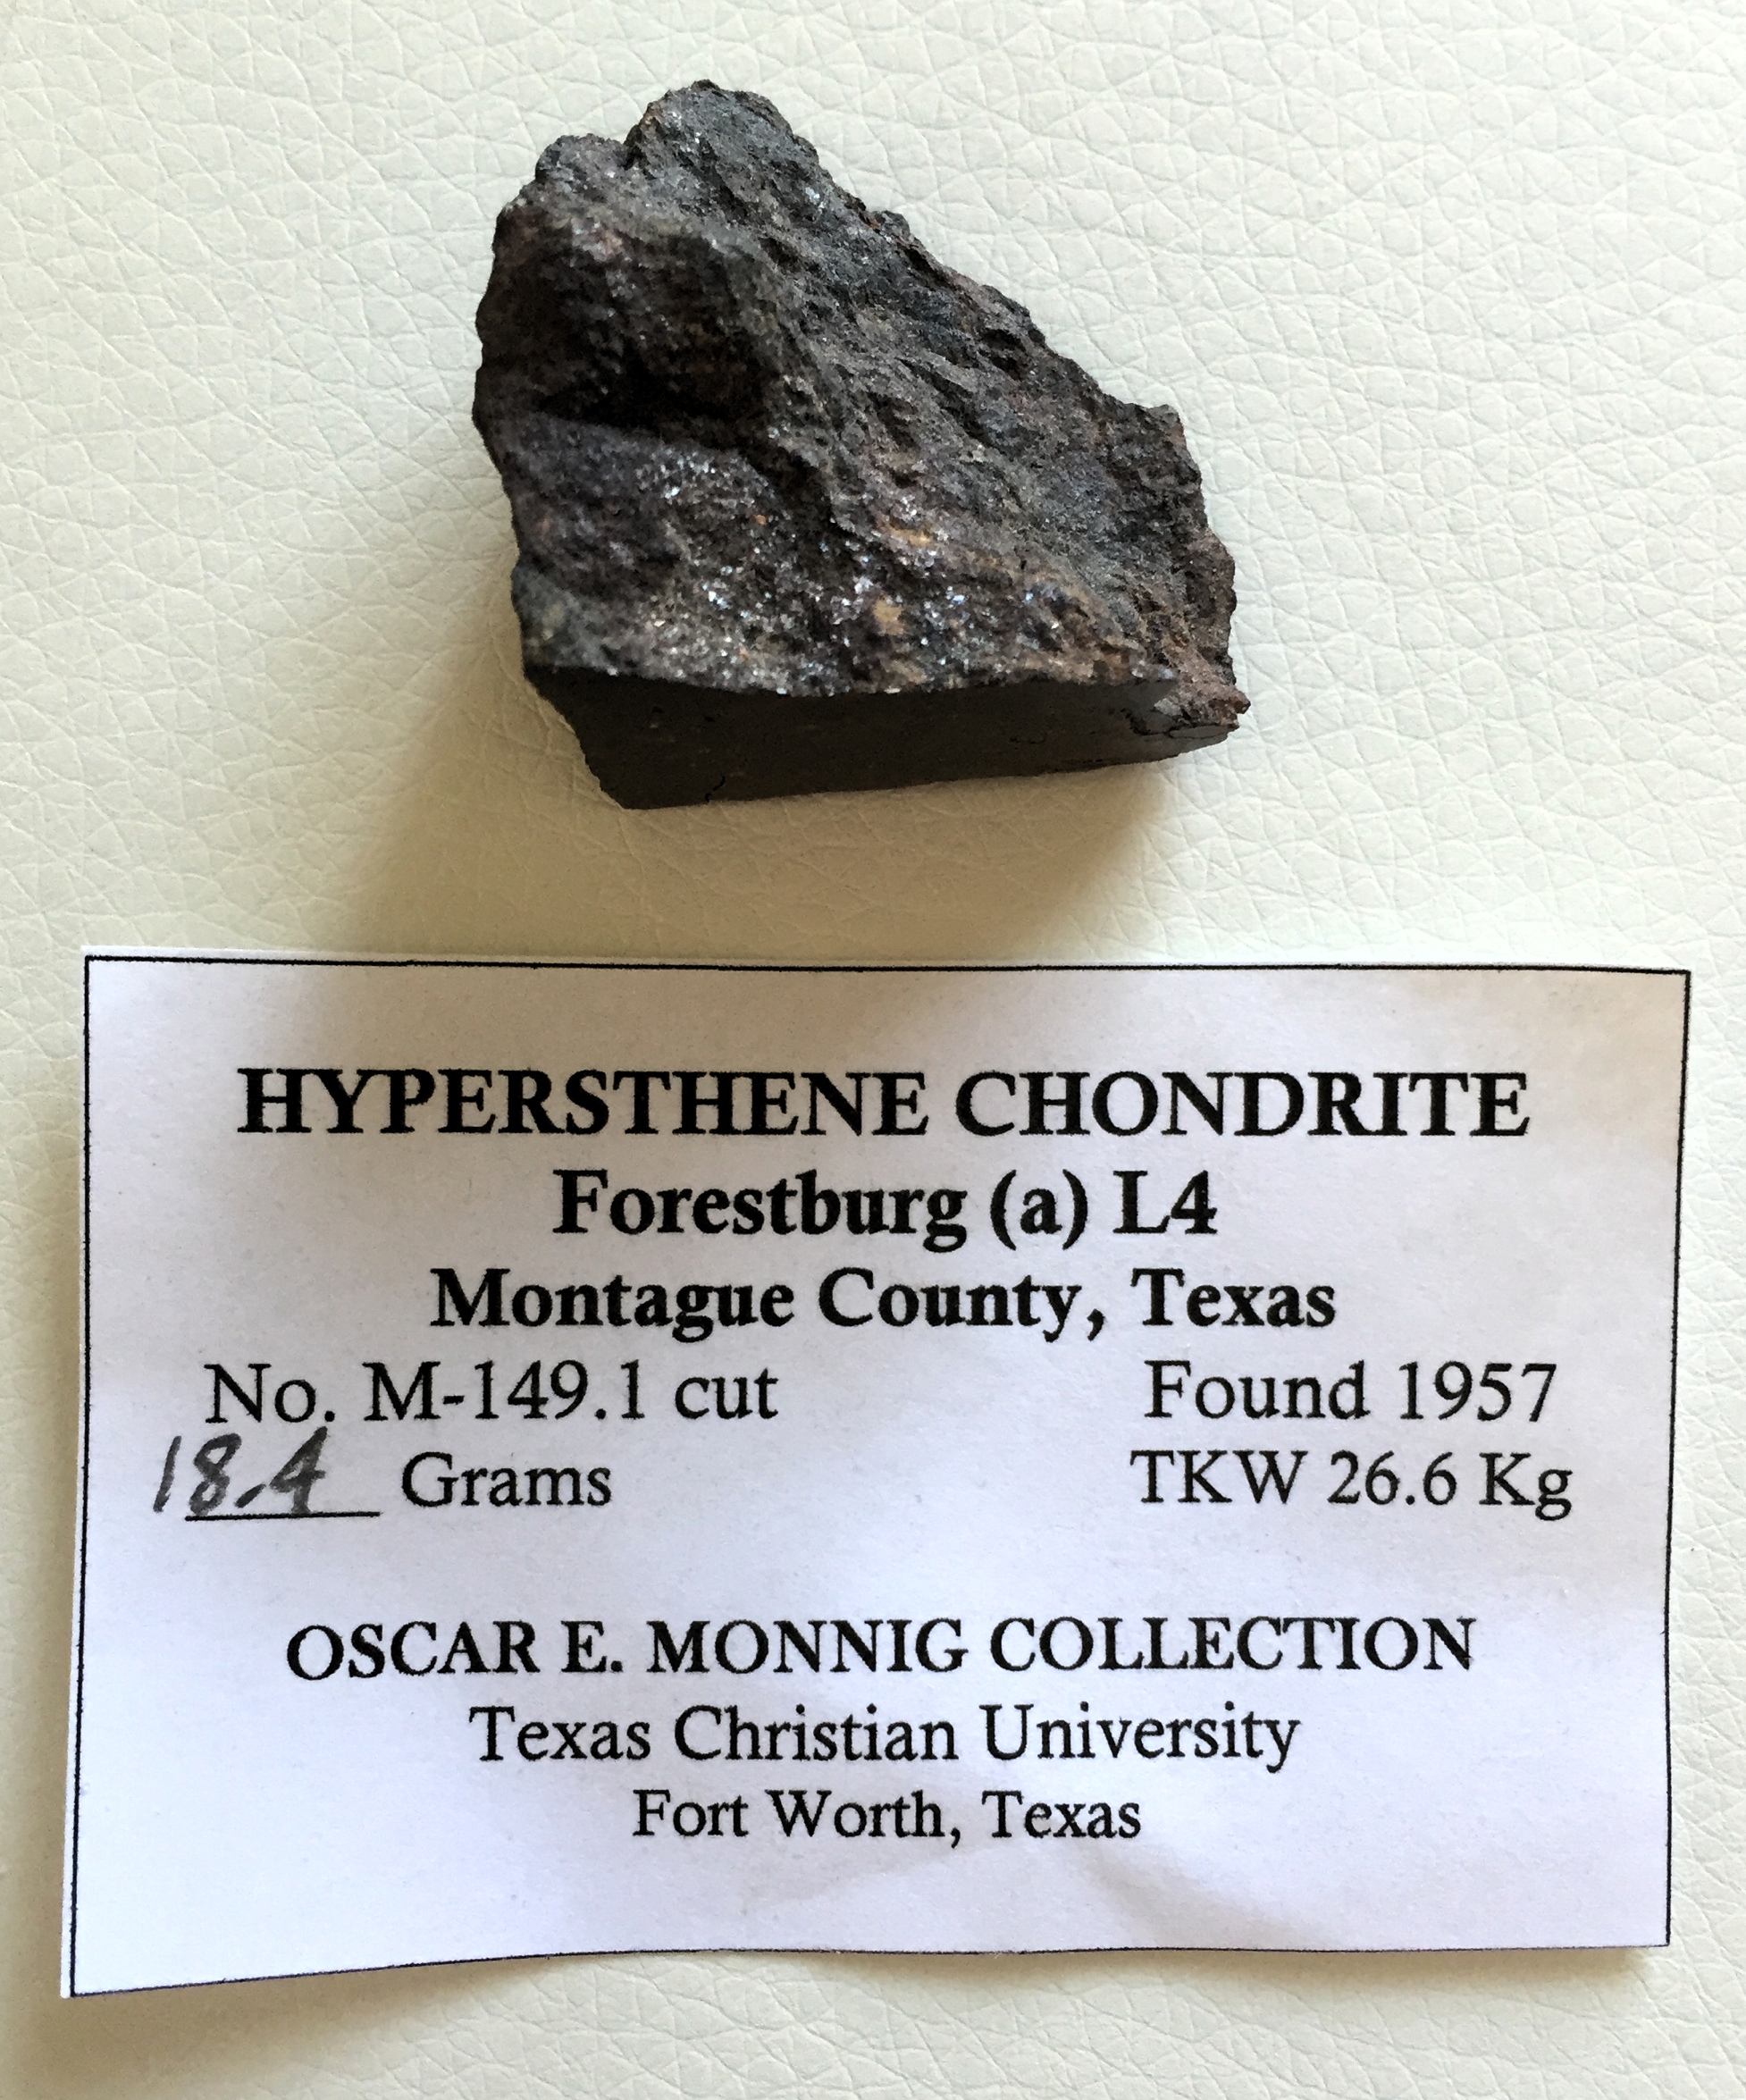 HYPERSTHENE CHONDRITE
Forestburg (a) L4
Montague County, Texas
No. M-149.1 cut Found 1957
18.4 Grams TKW 26.6 Kg
OSCAR E. MONNIG COLLECTION
Texas Christian University
Fort Worth, Texas